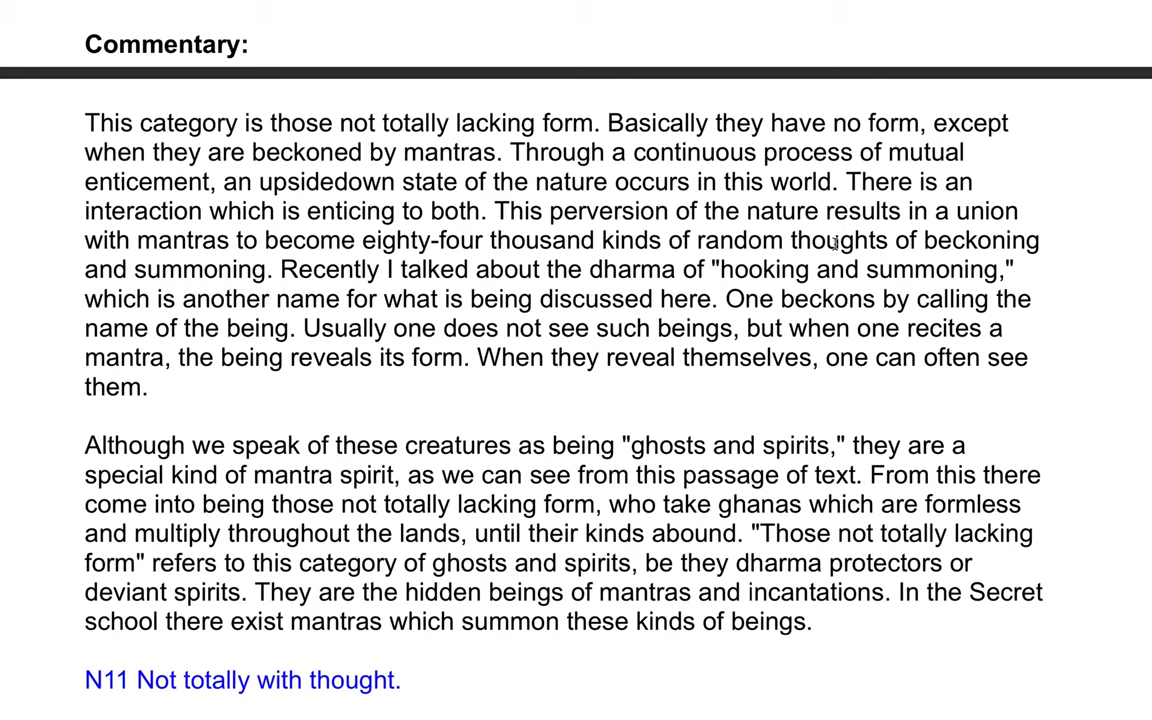 Commentary:
This category is those not totally lacking form. Basically they have no form, except
when they are beckoned by mantras. Through a continuous process of mutual
enticement, an upsidedown state of the nature occurs in this world. There is an
interaction which is enticing to both. This perversion of the nature results in a union
with mantras to become eighty-four thousand kinds of random thoughts of beckoning
and summoning. Recently I talked about the dharma of "hooking and summoning,"
which is another name for what is being discussed here. One beckons by calling the
name of the being. Usually one does not see such beings, but when one recites a
mantra, the being reveals its form. When they reveal themselves, one can often see
them.
Although we speak of these creatures as being "ghosts and spirits," they are a
special kind of mantra spirit, as we can see from this passage of text. From this there
come into being those not totally lacking form, who take ghanas which are formless
and multiply throughout the lands, until their kinds abound. "Those not totally lacking
form" refers to this category of ghosts and spirits, be they dharma protectors or
deviant spirits. They are the hidden beings of mantras and incantations. In the Secret
school there exist mantras which summon these kinds of beings.
N11 Not totally with thought.